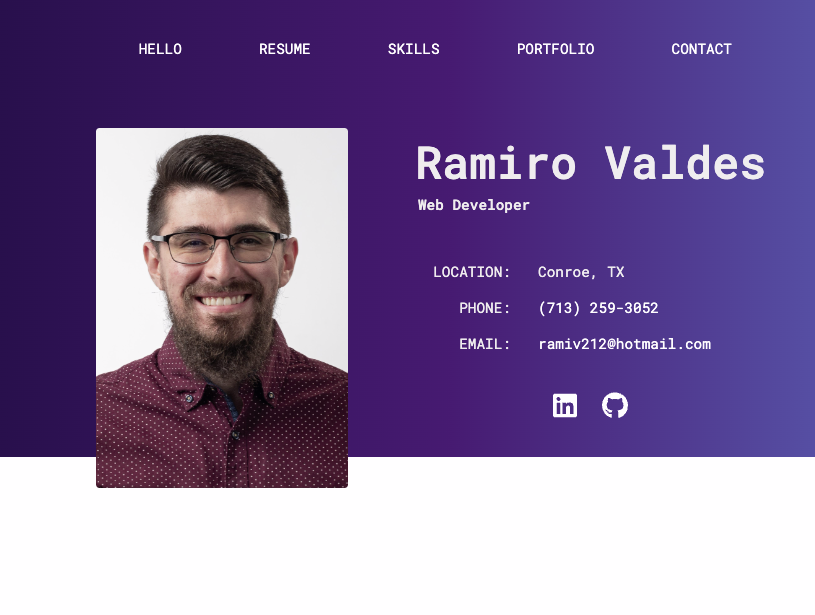 HELLO RESUME SKILLS PORTFOLIO CONTACT
Ramiro Valdes
Web Developer
LOCATION: Conroe, TX
PHONE: (713) 259-3052
EMAIL: ramiv212@hotmail.com
in